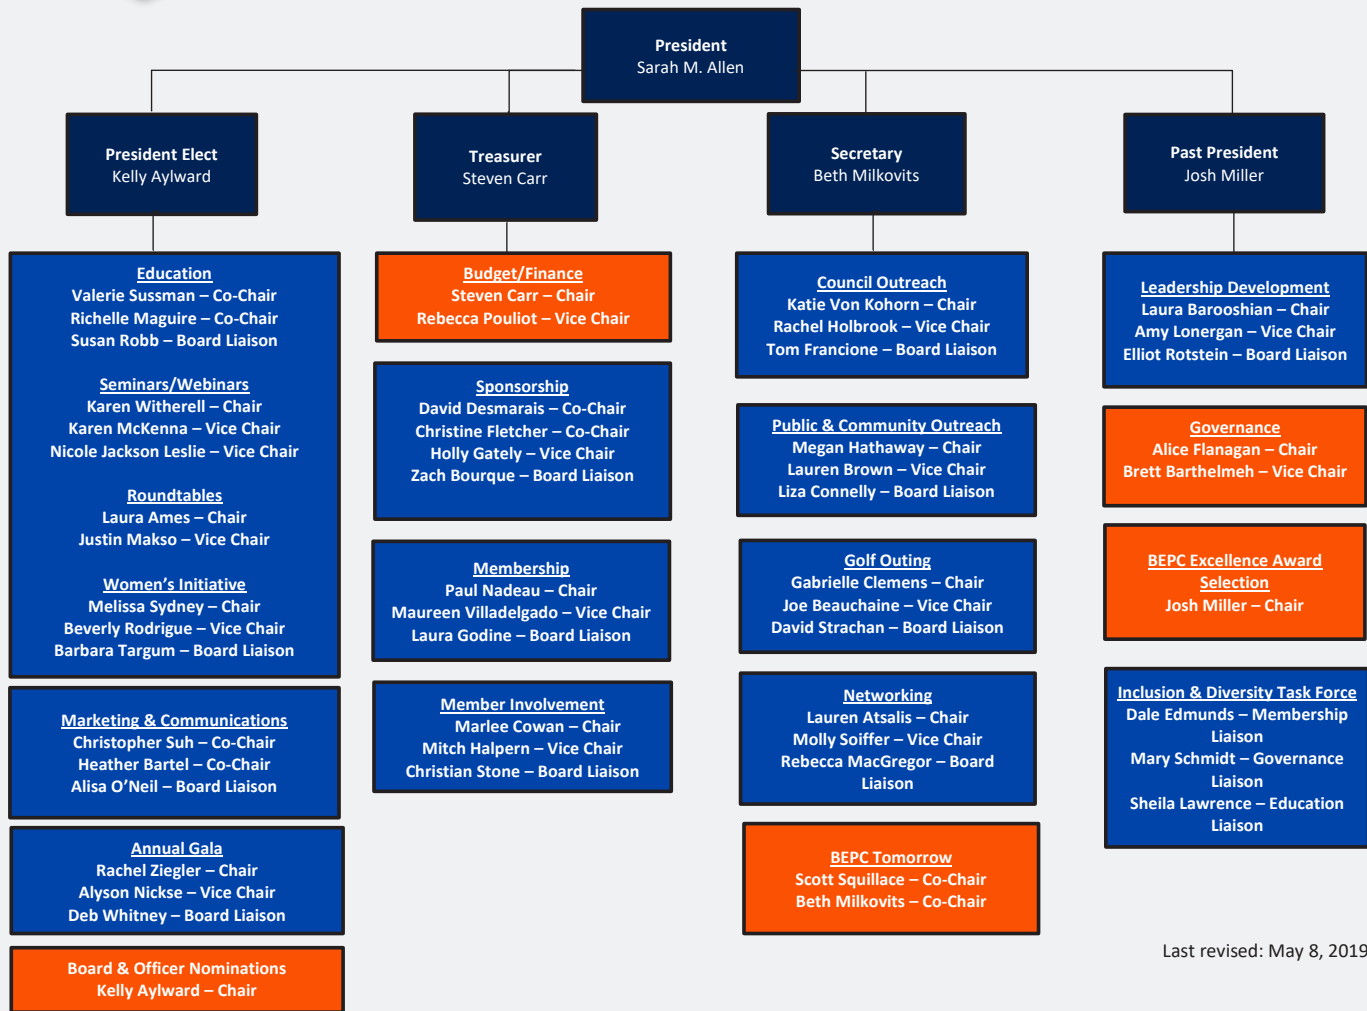 President
Sarah M. Allen
President Elect
Kelly Aylward
Treasurer
Steven Carr
Secretary
Beth Milkovits
Past President
Josh Miller
Education
Valerie Sussman – Co-Chair
Richelle Maguire – Co-Chair
Susan Robb – Board Liaison
Seminars/Webinars
Karen Witherell – Chair
Karen McKenna – Vice Chair
Nicole Jackson Leslie – Vice Chair
Roundtables
Laura Ames – Chair
Justin Makso – Vice Chair
Women’s Initiative
Melissa Sydney – Chair
Beverly Rodrigue – Vice Chair
Barbara Targum – Board Liaison
Marketing & Communications
Christopher Suh – Co-Chair
Heather Bartel – Co-Chair
Alisa O’Neil – Board Liaison
Annual Gala
Rachel Ziegler – Chair
Alyson Nickse – Vice Chair
Deb Whitney – Board Liaison
Board & Officer Nominations
Kelly Aylward – Chair
Budget/Finance
Steven Carr – Chair
Rebecca Pouliot – Vice Chair
Sponsorship
David Desmarais – Co-Chair
Christine Fletcher – Co-Chair
Holly Gately – Vice Chair
Zach Bourque – Board Liaison
Membership
Paul Nadeau – Chair
Maureen Villadelgado – Vice Chair
Laura Godine – Board Liaison
Member Involvement
Marlee Cowan – Chair
Mitch Halpern – Vice Chair
Christian Stone – Board Liaison
Council Outreach
Katie Von Kohorn – Chair
Rachel Holbrook – Vice Chair
Tom Francione – Board Liaison
Public & Community Outreach
Megan Hathaway – Chair
Lauren Brown – Vice Chair
Liza Connelly – Board Liaison
Golf Outing
Gabrielle Clemens – Chair
Joe Beauchaine – Vice Chair
David Strachan – Board Liaison
Networking
Lauren Atsalis – Chair
Molly Soiffer – Vice Chair
Rebecca MacGregor – Board
Liaison
BEPC Tomorrow
Scott Squillace – Co-Chair
Beth Milkovits – Co-Chair
Leadership Development
Laura Barooshian – Chair
Amy Lonergan – Vice Chair
Elliot Rotstein – Board Liaison
Governance
Alice Flanagan – Chair
Brett Barthelmeh – Vice Chair
BEPC Excellence Award
Selection
Josh Miller – Chair
Inclusion & Diversity Task Force
Dale Edmunds – Membership
Liaison
Mary Schmidt – Governance
Liaison
Sheila Lawrence – Education
Liaison
Last revised: May 8, 2019